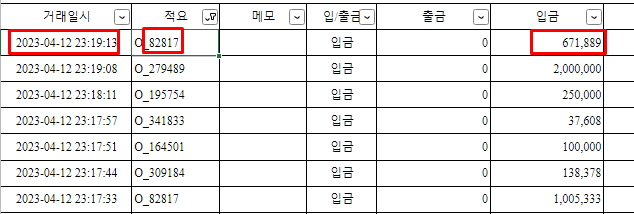 거래일시 적요 메모 입/출금 출금 입금
2023-04-12 23:19:13 O_82817 입금 0 671,889
2023-04-12 23:19:08 O_279489 입금 0 2,000,000
2023-04-12 23:18:11 O_195754 입금 0 250,000
2023-04-12 23:17:57 O_341833 입금 0 37,608
2023-04-12 23:17:51 O_164501 입금 0 100,000
2023-04-12 23:17:44 O_309184 입금 0 138,378
2023-04-12 23:17:33 O_82817 입금 0 1,005,333